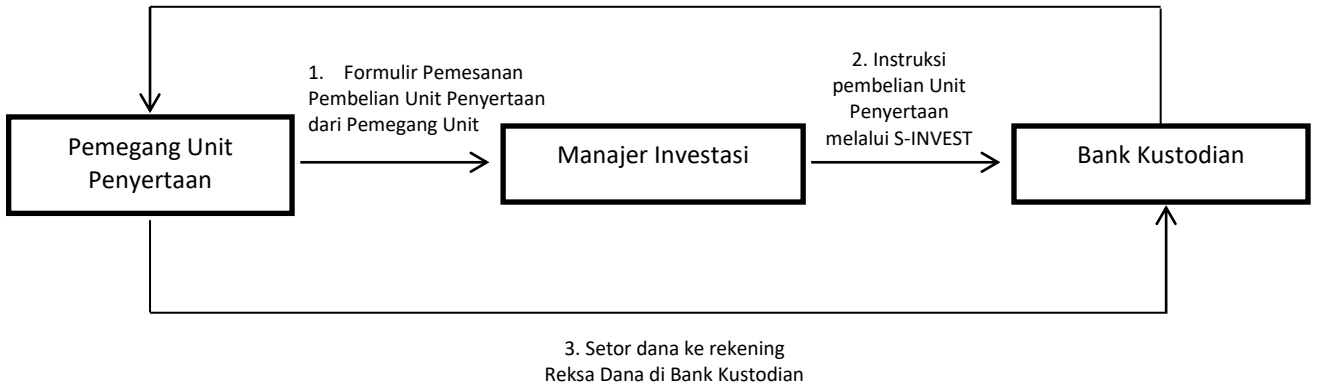 1. Formulir Pemesanan
Pembelian Unit Penyertaan
dari Pemegang Unit
2. Instruksi
pembelian Unit
Penyertaan
melalui S-INVEST
Pemegang Unit
Penyertaan
Manajer Investasi
Bank Kustodian
3. Setor dana ke rekening
Reksa Dana di Bank Kustodian